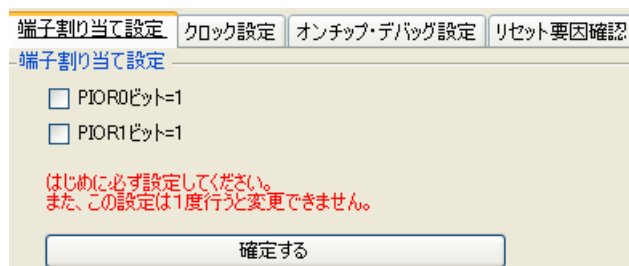 端子割り当て設定 クロック設定 オンチップ・デバッグ設定 リセット要因確認
端子割り当て設定
PIOR0ビット=1
PIOR1ビット=1
はじめに必ず設定してください。
また、この設定は1度行うと変更できません。
確定する